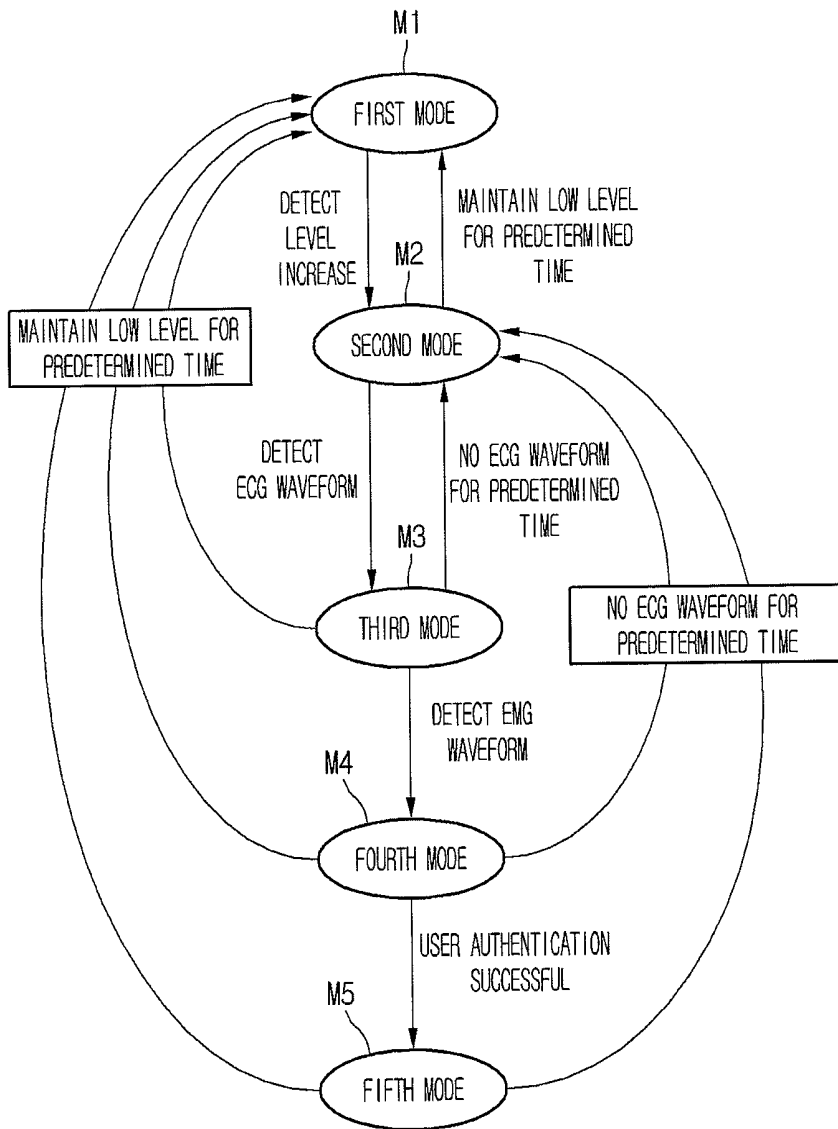 M1
FIRST MODE
DETECT
LEVEL
INCREASE
MAINTAIN LOW LEVEL
FOR PREDETERMINED
TIME
M2
MAINTAIN LOW LEVEL FOR
PREDETERMINED TIME
SECOND MODE
DETECT
ECG WAVEFORM
NO ECG WAVEFORM
FOR PREDETERMINED
TIME
M3
THIRD MODE
NO ECG WAVEFORM FOR
PREDETERMINED TIME
DETECT EMG
WAVEFORM
M4
FOURTH MODE
USER AUTHENTICATION
SUCCESSFUL
M5
FIFTH MODE